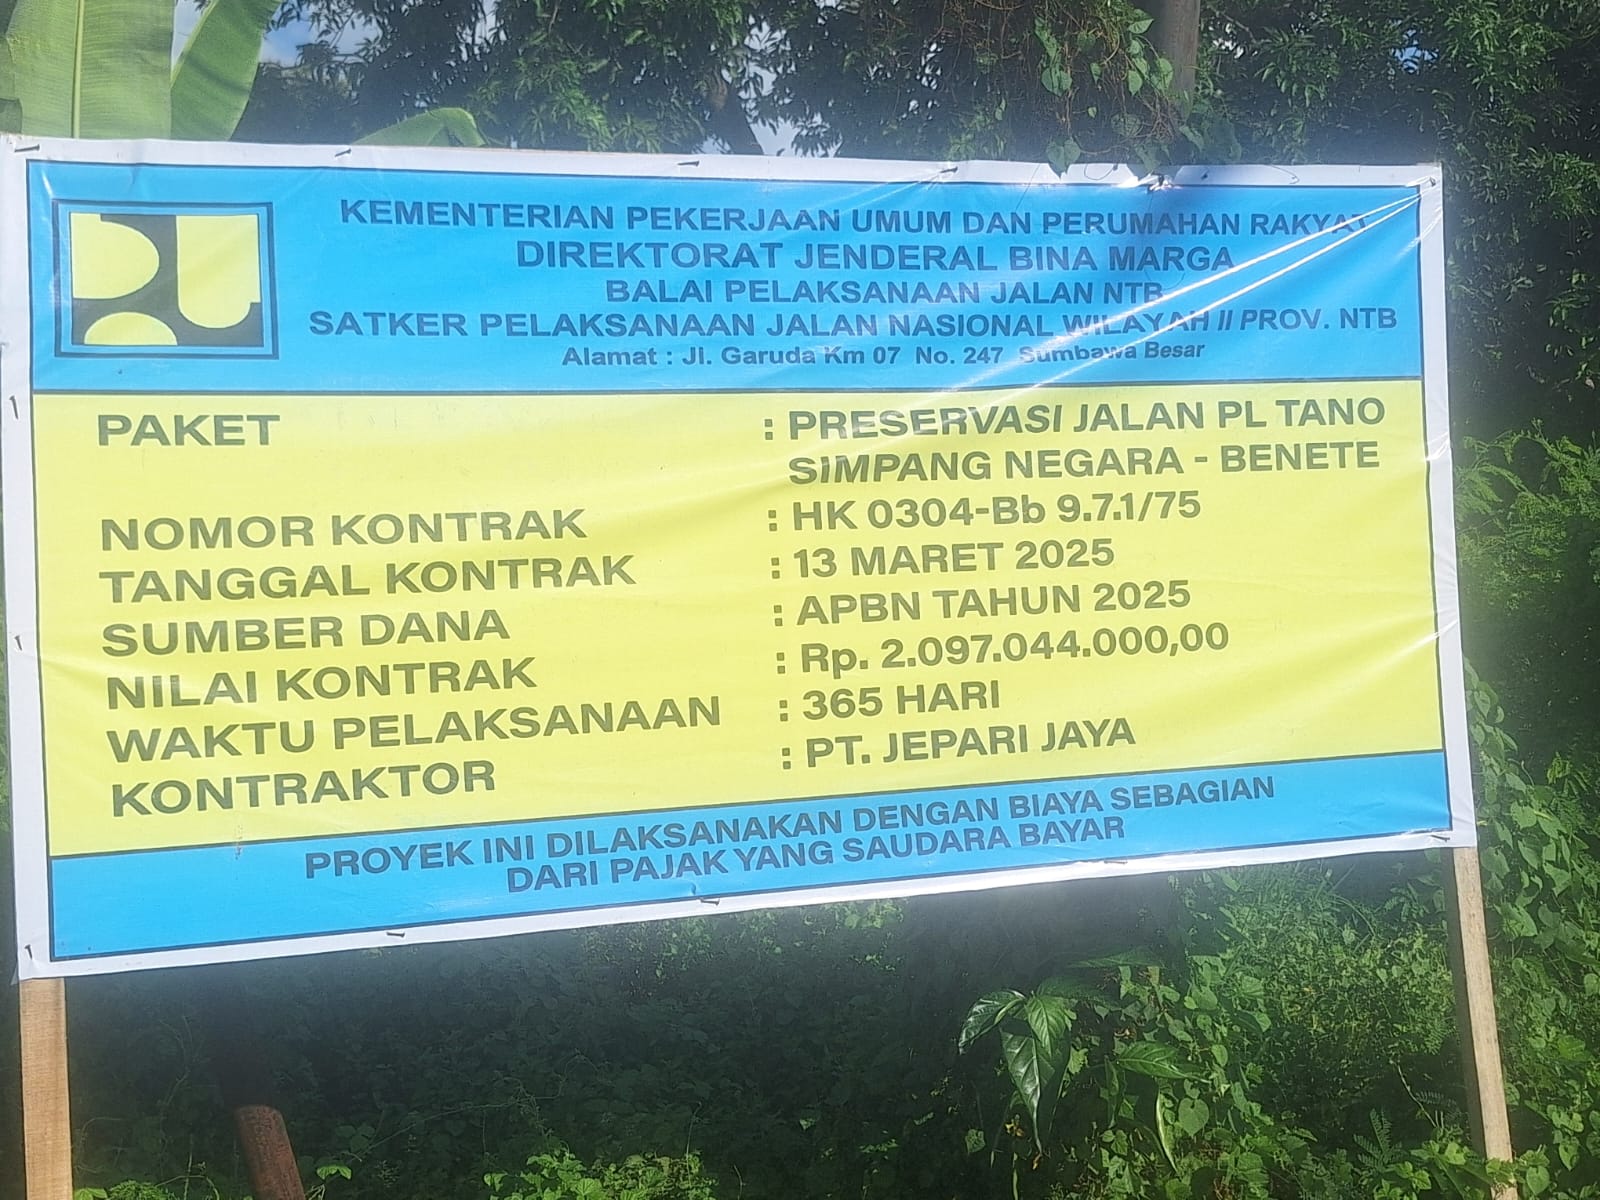 KEMENTERIAN PEKERJAAN UMUM DAN PERUMAHAN RAKYAT
DIREKTORAT JENDERAL BINA MARGA
BALAI PELAKSANAAN JALAN NTB
SATKER PELAKSANAAN JALAN NASIONAL WILAYAH II PROV. NTB
Alamat : Jl. Garuda Km 07 No. 247 Sumbawa Besar
PAKET : PRESERVASI JALAN PL TANO
SIMPANG NEGARA - BENETE
NOMOR KONTRAK : HK 0304-Bb 9.7.1/75
TANGGAL KONTRAK : 13 MARET 2025
SUMBER DANA : APBN TAHUN 2025
NILAI KONTRAK : Rp. 2.097.044.000,00
WAKTU PELAKSANAAN : 365 HARI
KONTRAKTOR : PT. JEPARI JAYA
PROYEK INI DILAKSANAKAN DENGAN BIAYA SEBAGIAN
DARI PAJAK YANG SAUDARA BAYAR